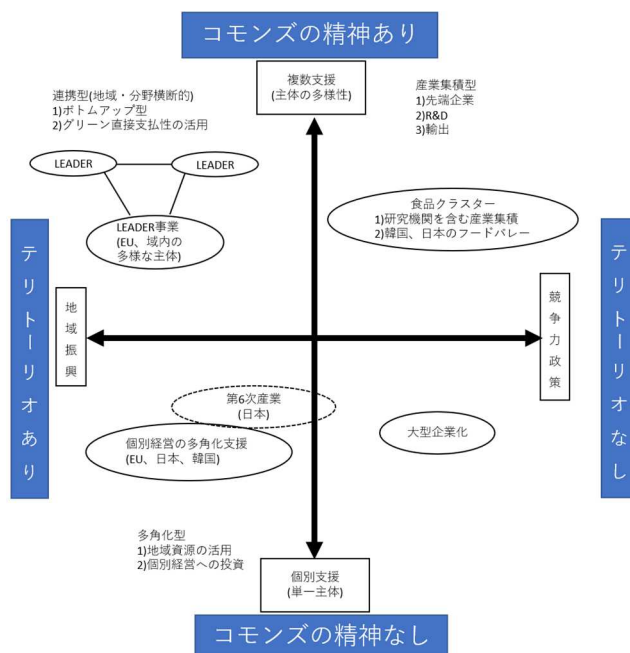 コモンズの精神あり
複数支援
(主体の多様性)
連携型(地域・分野横断的)
1)ボトムアップ型
2)グリーン直接支払性の活用
産業集積型
1)先端企業
2)R&D
3)輸出
LEADER
LEADER
LEADER事業
(EU、域内の
多様な主体)
食品クラスター
1)研究機関を含む産業集積
2)韓国、日本のフードバレー
テリトーリオあり
地域振興
競争力政策
テリトーリオなし
第6次産業
(日本)
個別経営の多角化支援
(EU、日本、韓国)
大型企業化
多角化型
1)地域資源の活用
2)個別経営への投資
個別支援
(単一主体)
コモンズの精神なし